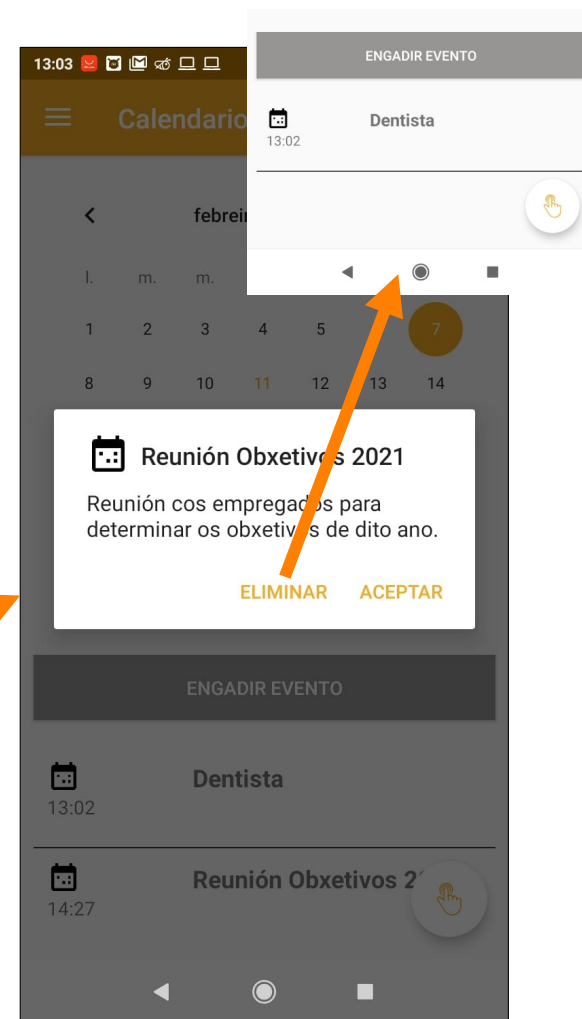 13:03
ENGADIR EVENTO
Dentista
13:02
Calendario
l. m. m.
1 2 3 4 5 7
8 9 10 11 12 13 14
Reunión Obxetivos 2021
Reunión cos empregados para
determinar os obxetivos de dito ano.
ELIMINAR ACEPTAR
ENGADIR EVENTO
Dentista
13:02
Reunión Obxetivos
14:27